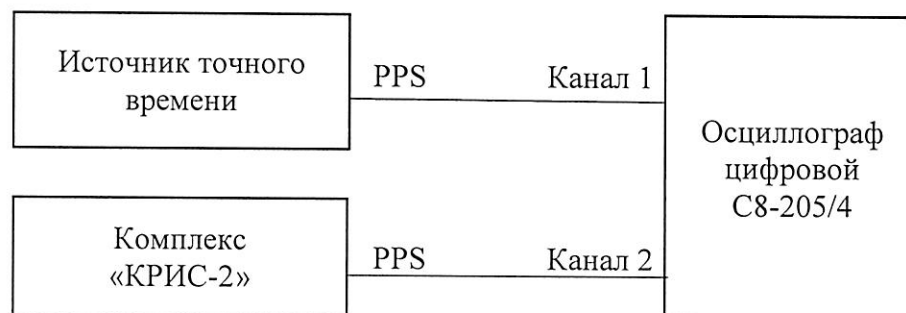 Источник точного
времени
PPS
Канал 1
Осциллограф
цифровой
С8-205/4
Комплекс
«КРИС-2»
PPS
Канал 2